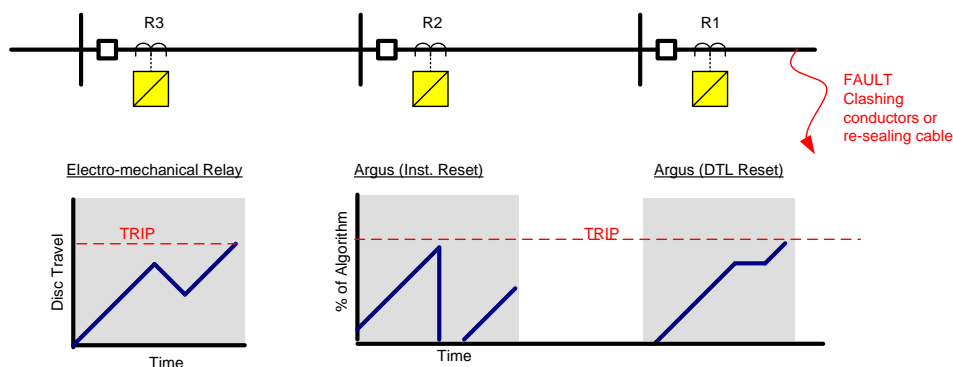 R3
R2
R1
FAULT
Clashing
conductors or
re-sealing cable
Electro-mechanical Relay
Argus (Inst. Reset)
Argus (DTL Reset)
TRIP
TRIP
Disc Travel
% of Algorithm
Time
Time